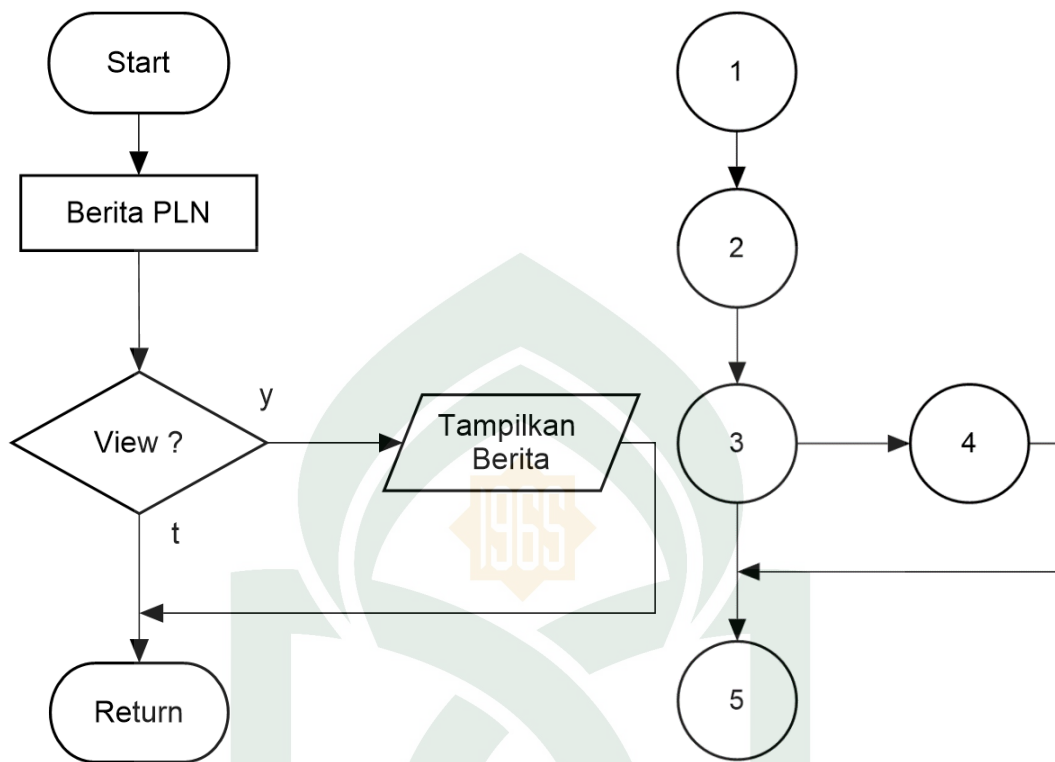 Start
Berita PLN
View ?
y
t
Tampilkan
Berita
Return
1
2
3
4
5
1965